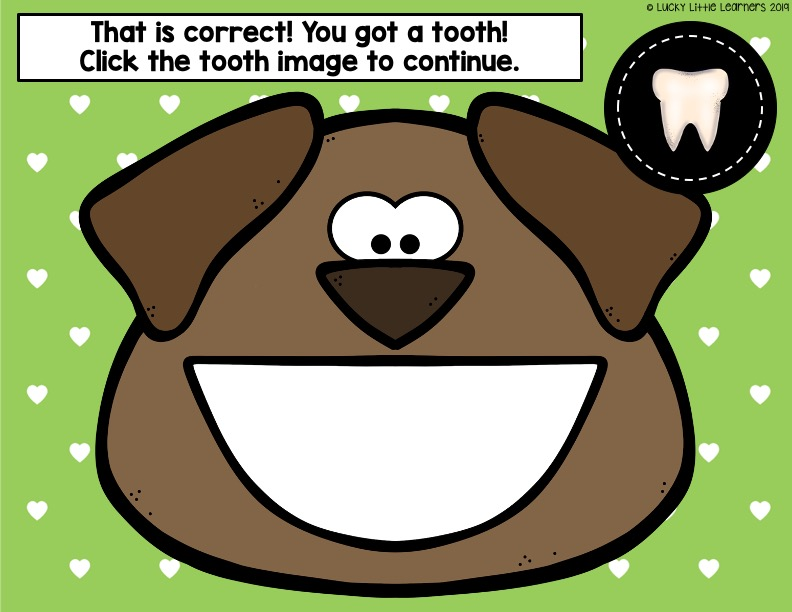 © Lucky Little Learners 2019
That is correct! You got a tooth!
Click the tooth image to continue.